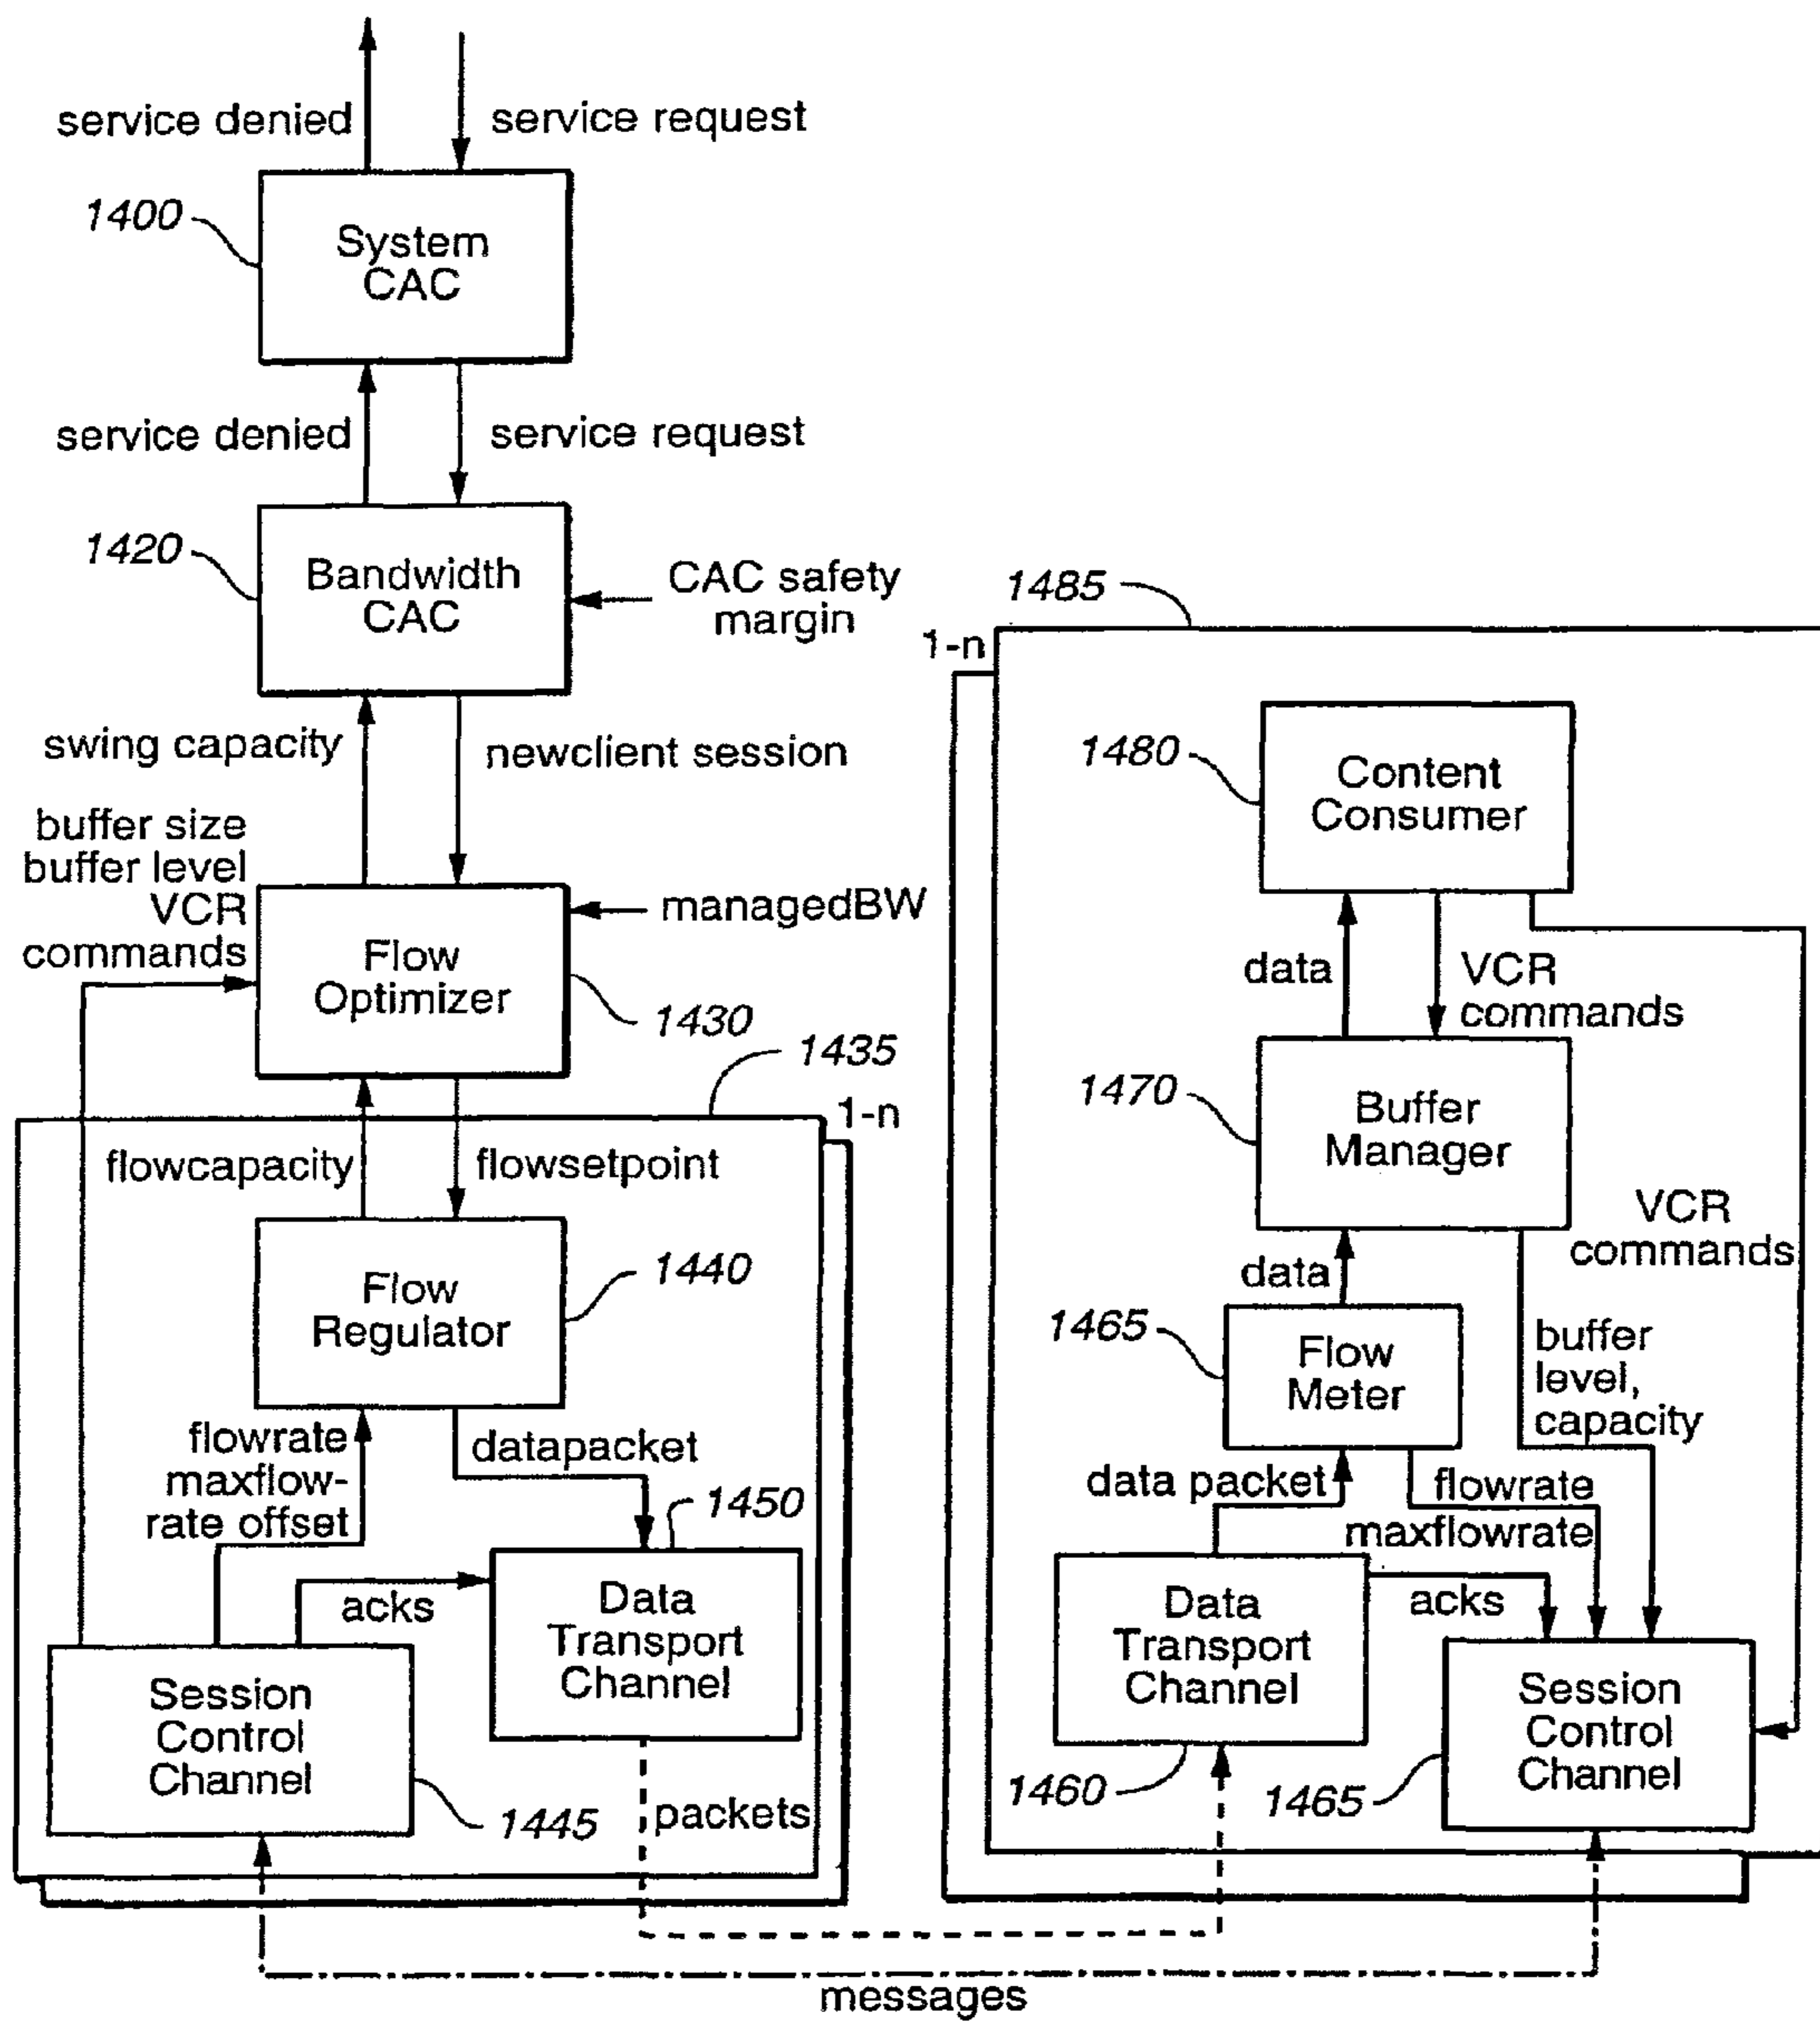 service denied
service request
1400
System
CAC
service denied
service request
1420
Bandwidth
CAC
CAC safety
margin
swing capacity
newclient session
buffer size
buffer level
VCR
commands
managedBW
Flow
Optimizer
1430
1435
1-n
flowcapacity
flowsetpoint
Flow
Regulator
1440
flowrate
maxflow-
rate offset
datapacket
1450
acks
Data
Transport
Channel
Session
Control
Channel
1445
packets
messages
1485
1-n
1480
Content
Consumer
data
VCR
commands
1470
Buffer
Manager
VCR
commands
data
1465
Flow
Meter
buffer
level,
capacity
data packet
flowrate
maxflowrate
acks
Data
Transport
Channel
1460
Session
Control
Channel
1465